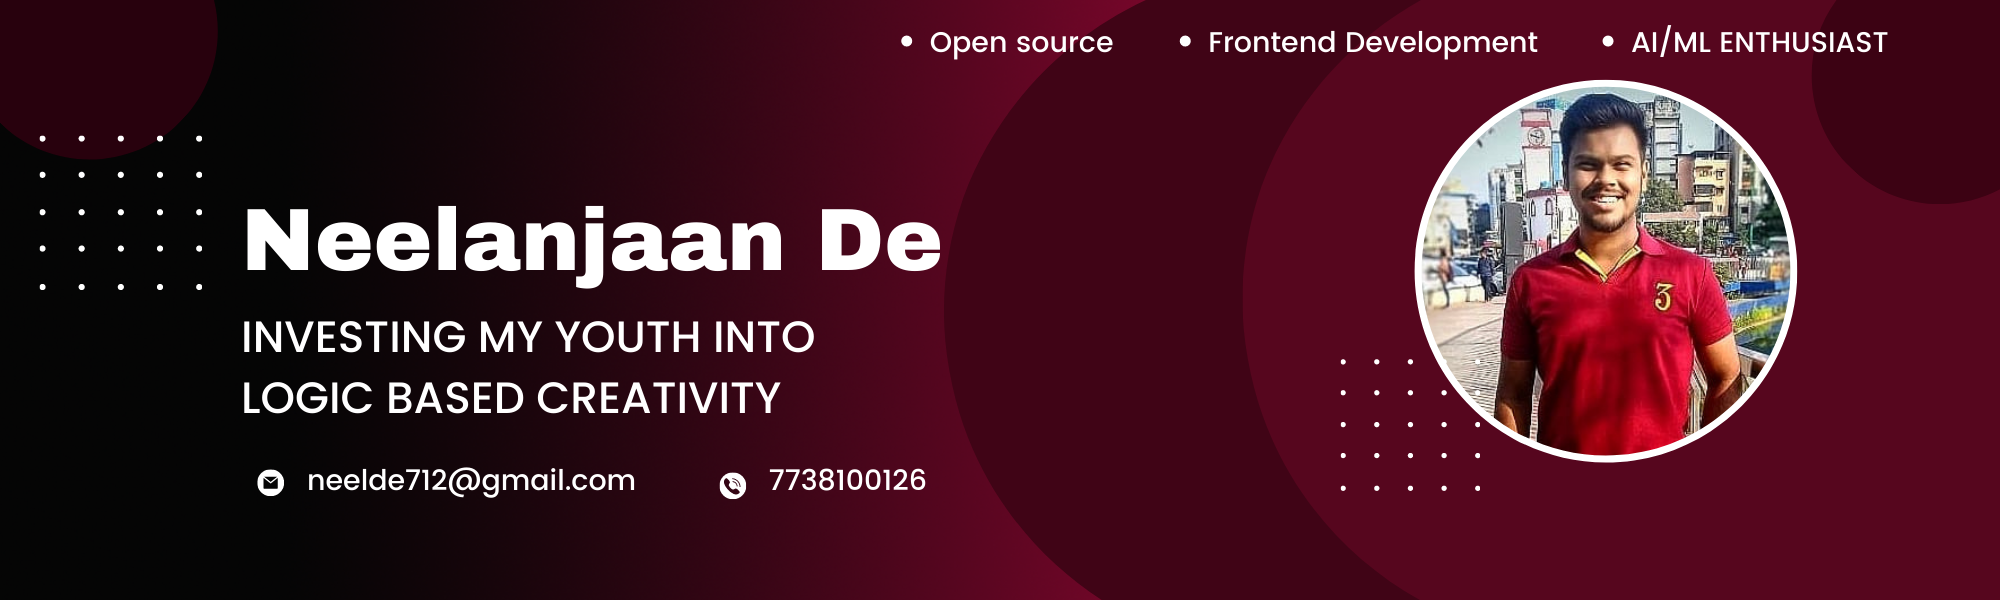 Open source
Frontend Development
AI/ML ENTHUSIAST
Neelanjaan De
INVESTING MY YOUTH INTO
LOGIC BASED CREATIVITY
neelde712@gmail.com
7738100126
3